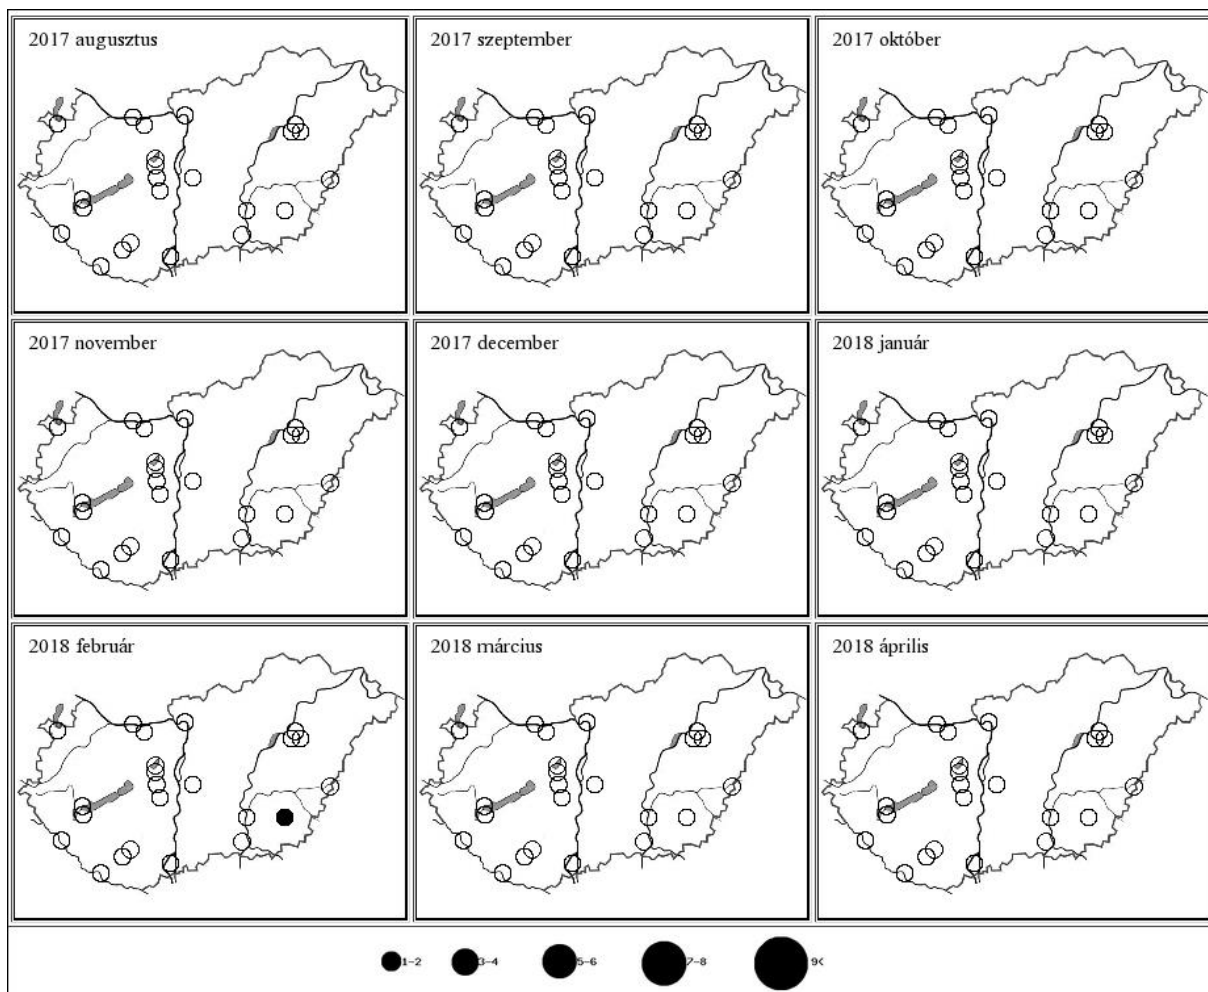 2017 augusztus
2017 szeptember
2017 október
2017 november
2017 december
2018 január
2018 február
2018 március
2018 április
1-2
3-4
5-6
7-8
9<